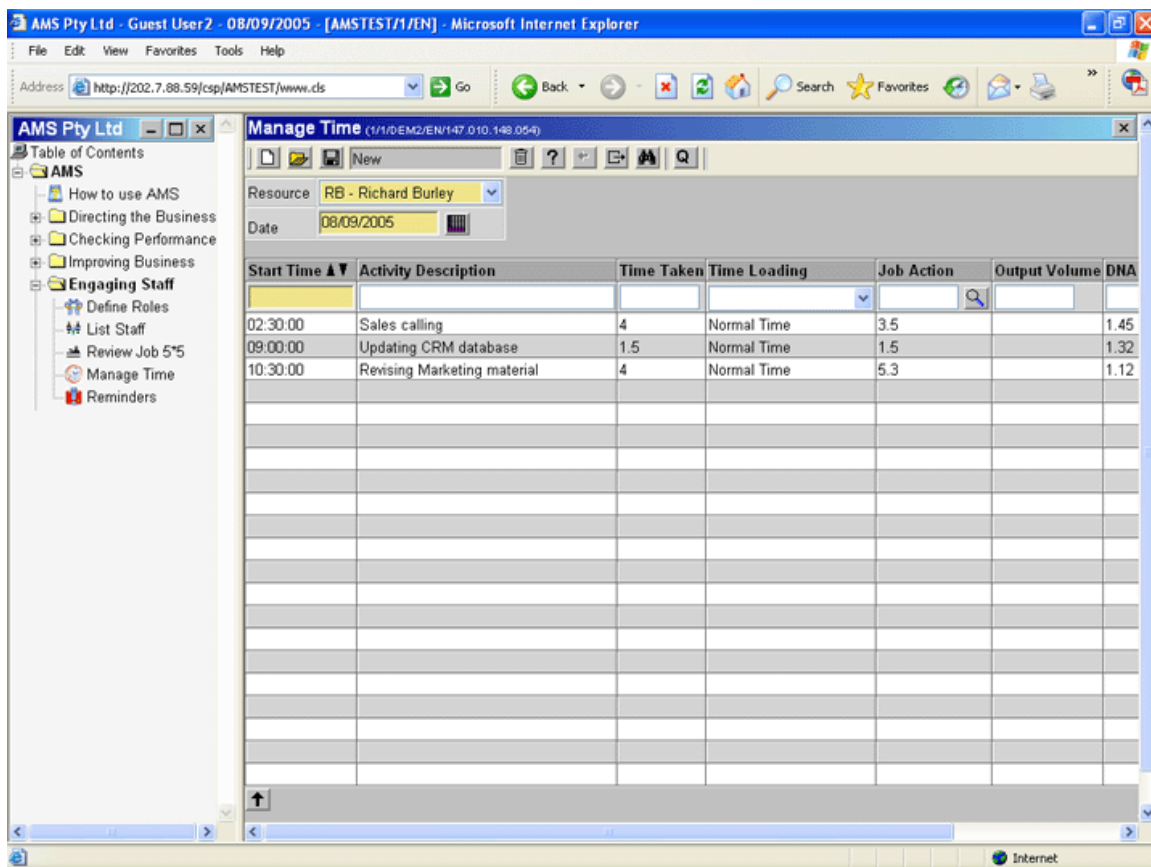 AMS Pty Ltd - Guest User2 - 08/09/2005 - [AMSTEST/1/EN] - Microsoft Internet Explorer
File Edit View Favorites Tools Help
Address http://202.7.88.59/csp/AMSTEST/www.cls Go Back Search Favorites »
AMS Pty Ltd
Table of Contents
AMS
How to use AMS
Directing the Business
Checking Performance
Improving Business
Engaging Staff
Define Roles
List Staff
Review Job 5*5
Manage Time
Reminders
Manage Time (1/1/DEM2/EN/147.010.148.054)
New ? Q
Resource RB - Richard Burley
Date 08/09/2005
Start Time Activity Description Time Taken Time Loading Job Action Output Volume DNA
02:30:00 Sales calling 4 Normal Time 3.5 1.45
09:00:00 Updating CRM database 1.5 Normal Time 1.5 1.32
10:30:00 Revising Marketing material 4 Normal Time 5.3 1.12
Internet